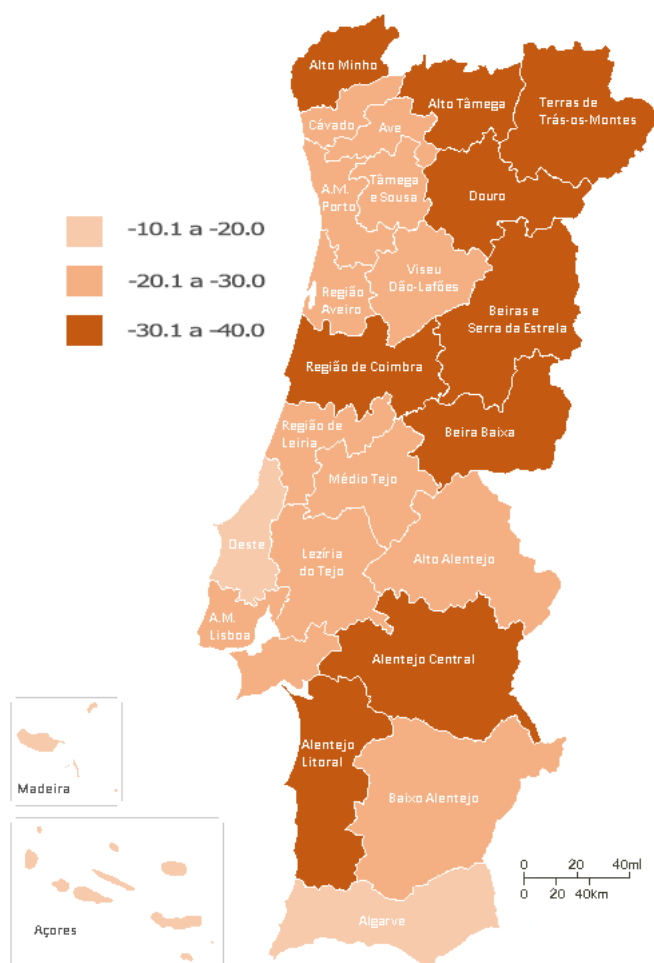 Alto Minho
Alto Tâmega
Terras de
Trás-os-Montes
Cávado
Ave
A.M.
Porto
Tâmega
e Sousa
Douro
-10.1 a -20.0
-20.1 a -30.0
-30.1 a -40.0
Região
Aveiro
Viseu
Dão-Lafões
Beiras e
Serra da Estrela
Região de Coimbra
Beira Baixa
Região de
Leiria
Médio Tejo
Oeste
Lezíria
do Tejo
Alto Alentejo
A.M.
Lisboa
Alentejo Central
Alentejo
Litoral
Baixo Alentejo
Madeira
Açores
Algarve
0 20 40ml
0 20 40km